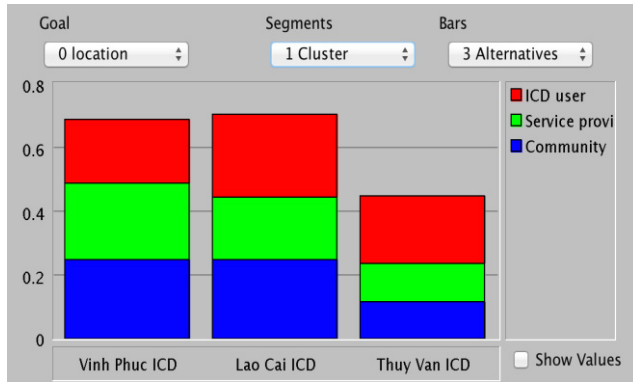 Goal Segments Bars
0 location 1 Cluster 3 Alternatives
0.8
0.6
0.4
0.2
0
ICD user
Service provi
Community
Vinh Phuc ICD Lao Cai ICD Thuy Van ICD
Show Values